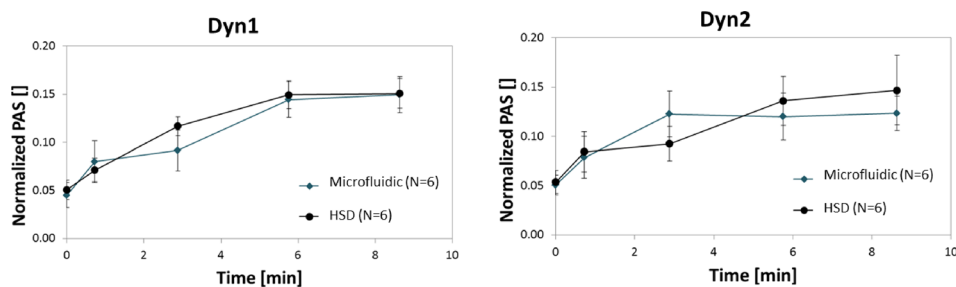 Dyn1
Normalized PAS []
0.20
0.15
0.10
0.05
0.00
0 2 4 6 8 10
Time [min]
Microfluidic (N=6)
HSD (N=6)
Dyn2
Normalized PAS []
0.20
0.15
0.10
0.05
0.00
0 2 4 6 8 10
Time [min]
Microfluidic (N=6)
HSD (N=6)